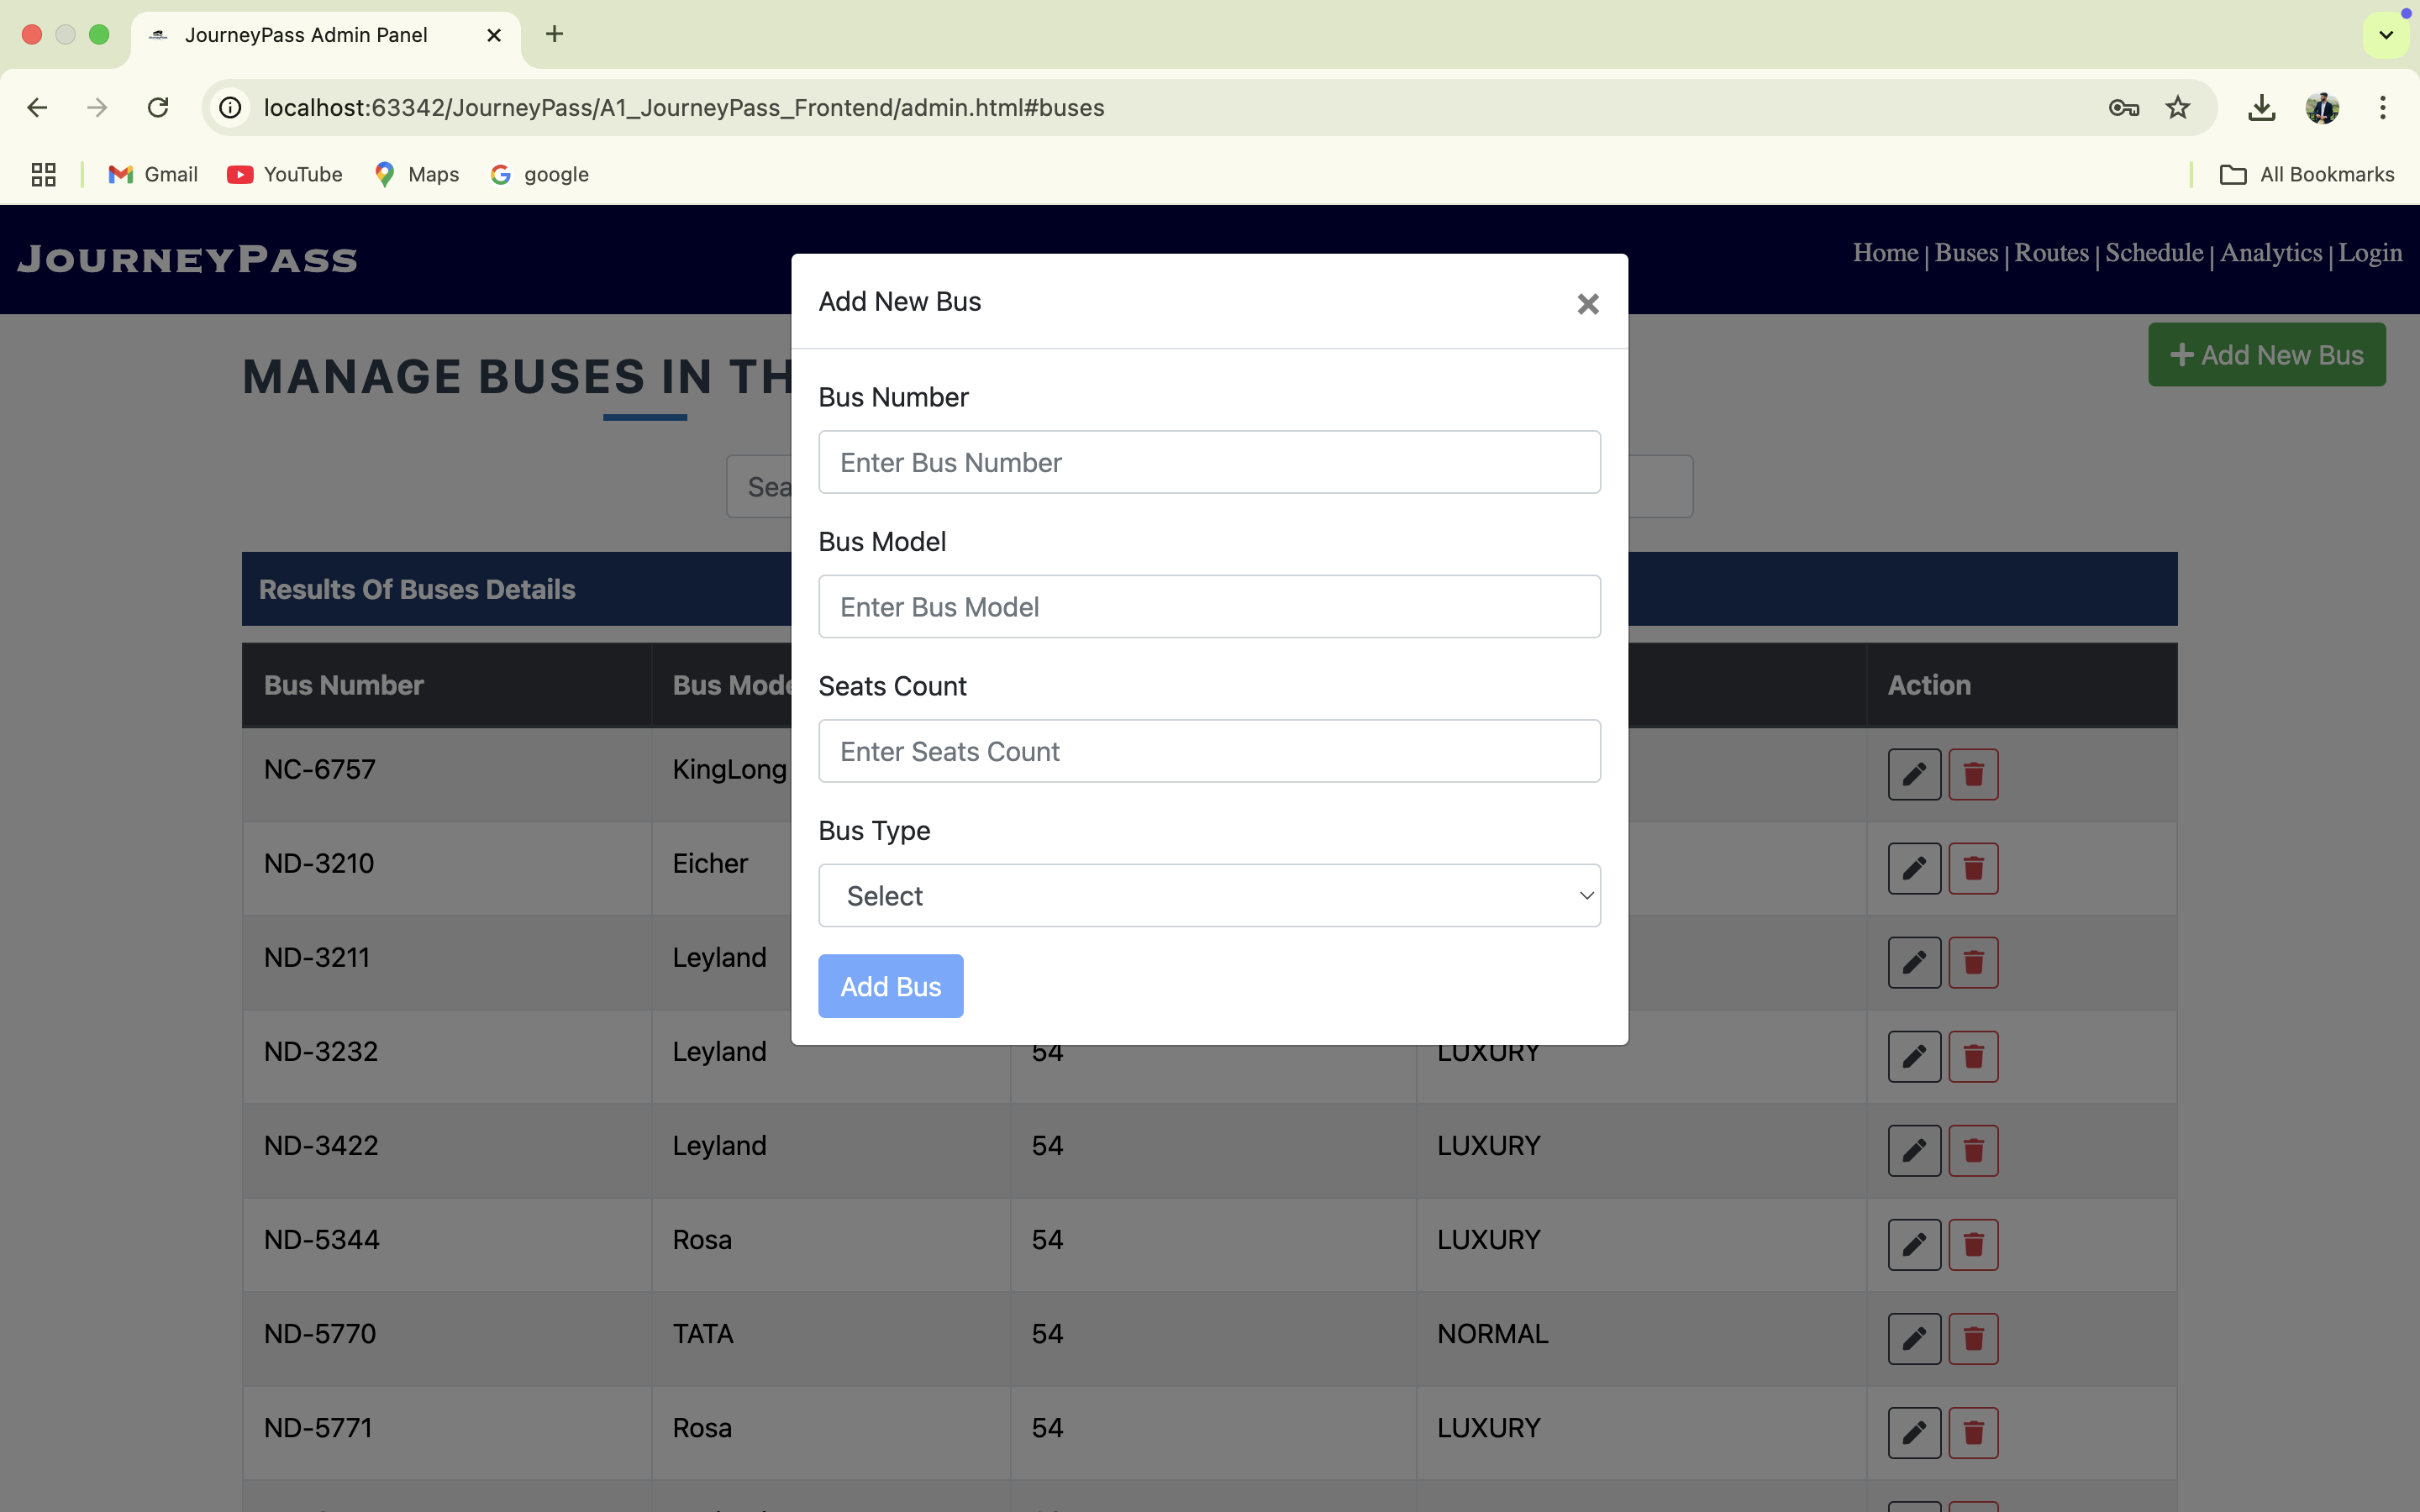 JourneyPass Admin Panel
localhost:63342/JourneyPass/A1_JourneyPass_Frontend/admin.html#buses
Gmail YouTube Maps google All Bookmarks
JOURNEYPASS
Home | Buses | Routes | Schedule | Analytics | Login
Add New Bus
Add New Bus
MANAGE BUSES IN TH
Bus Number
Enter Bus Number
Sea
Bus Model
Enter Bus Model
Results Of Buses Details
Seats Count
Enter Seats Count
Bus Number Bus Mode Action
NC-6757 KingLong
Bus Type
Select
ND-3210 Eicher
ND-3211 Leyland
Add Bus
ND-3232 Leyland 54 LUXURY
ND-3422 Leyland 54 LUXURY
ND-5344 Rosa 54 LUXURY
ND-5770 TATA 54 NORMAL
ND-5771 Rosa 54 LUXURY